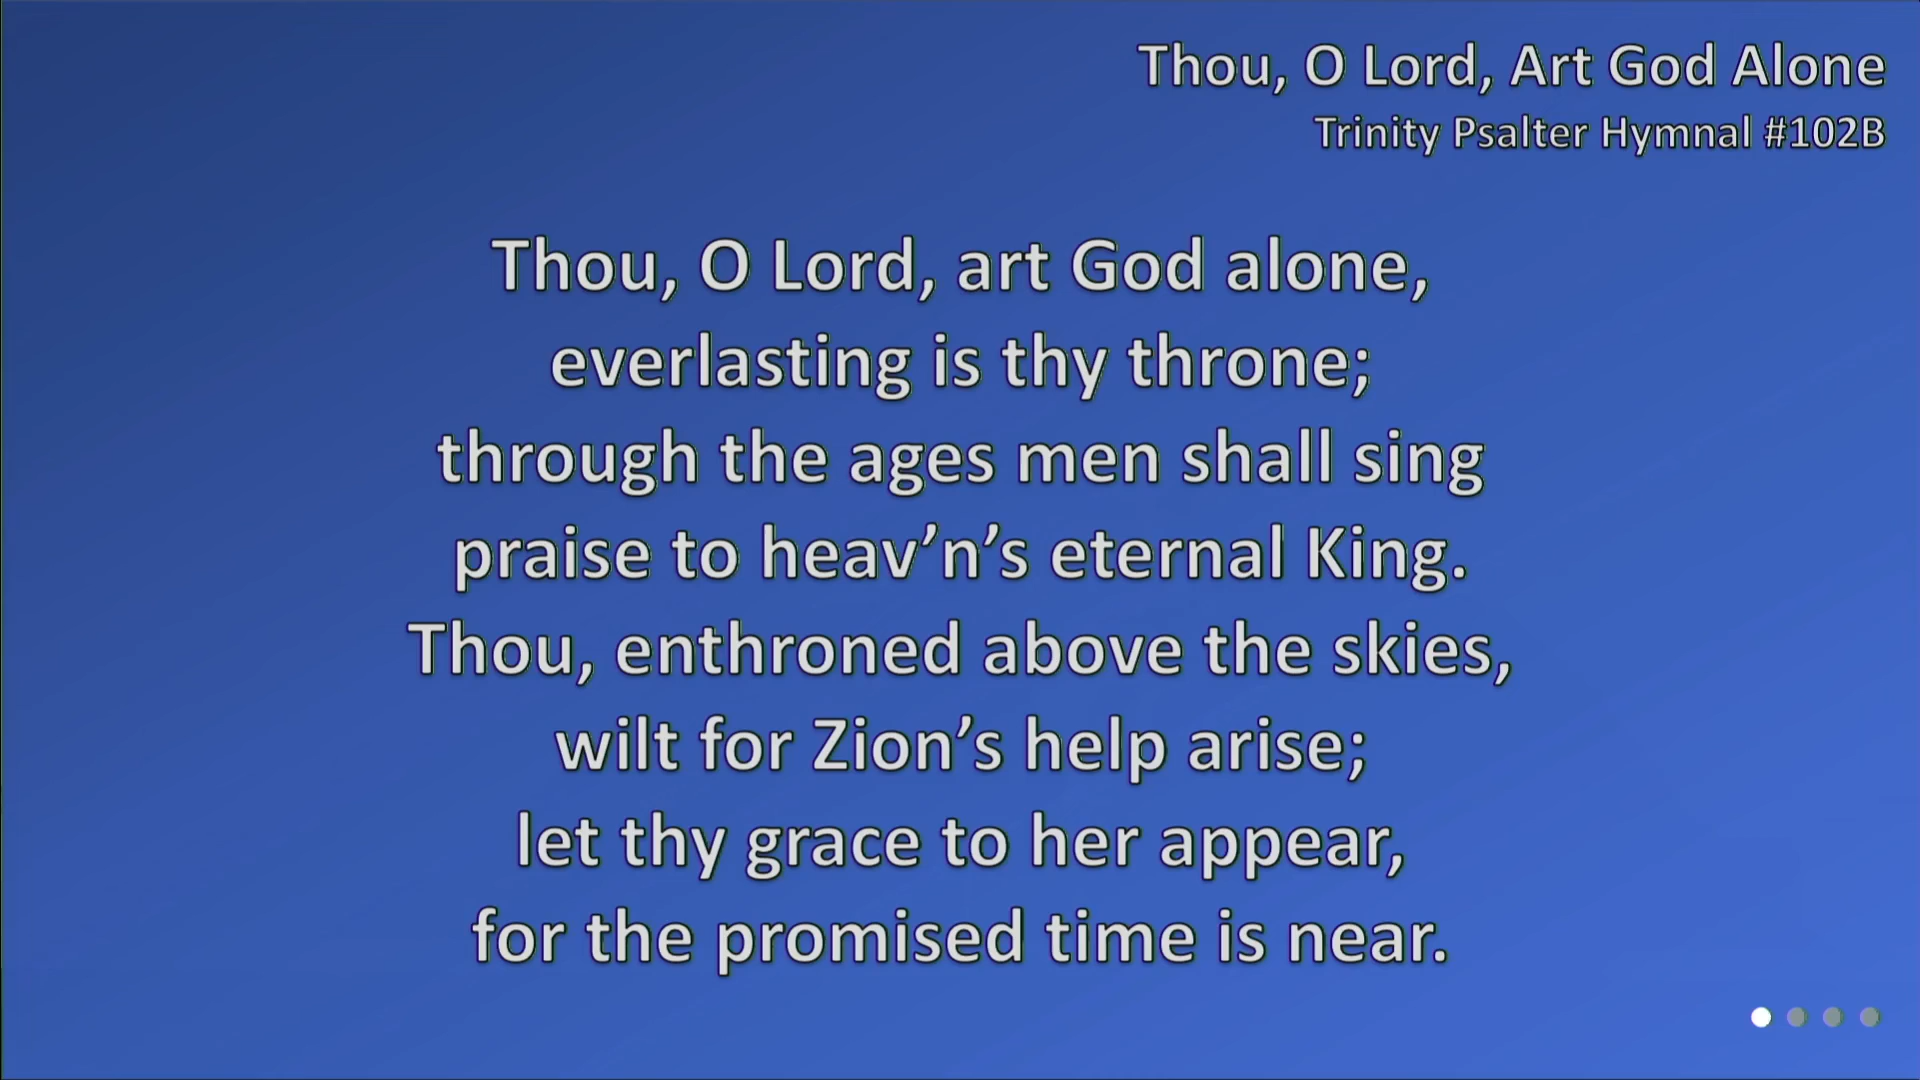 Thou, O Lord, Art God Alone
Trinity Psalter Hymnal #102B
Thou, O Lord, art God alone,
everlasting is thy throne;
through the ages men shall sing
praise to heav’n’s eternal King.
Thou, enthroned above the skies,
wilt for Zion’s help arise;
let thy grace to her appear,
for the promised time is near.